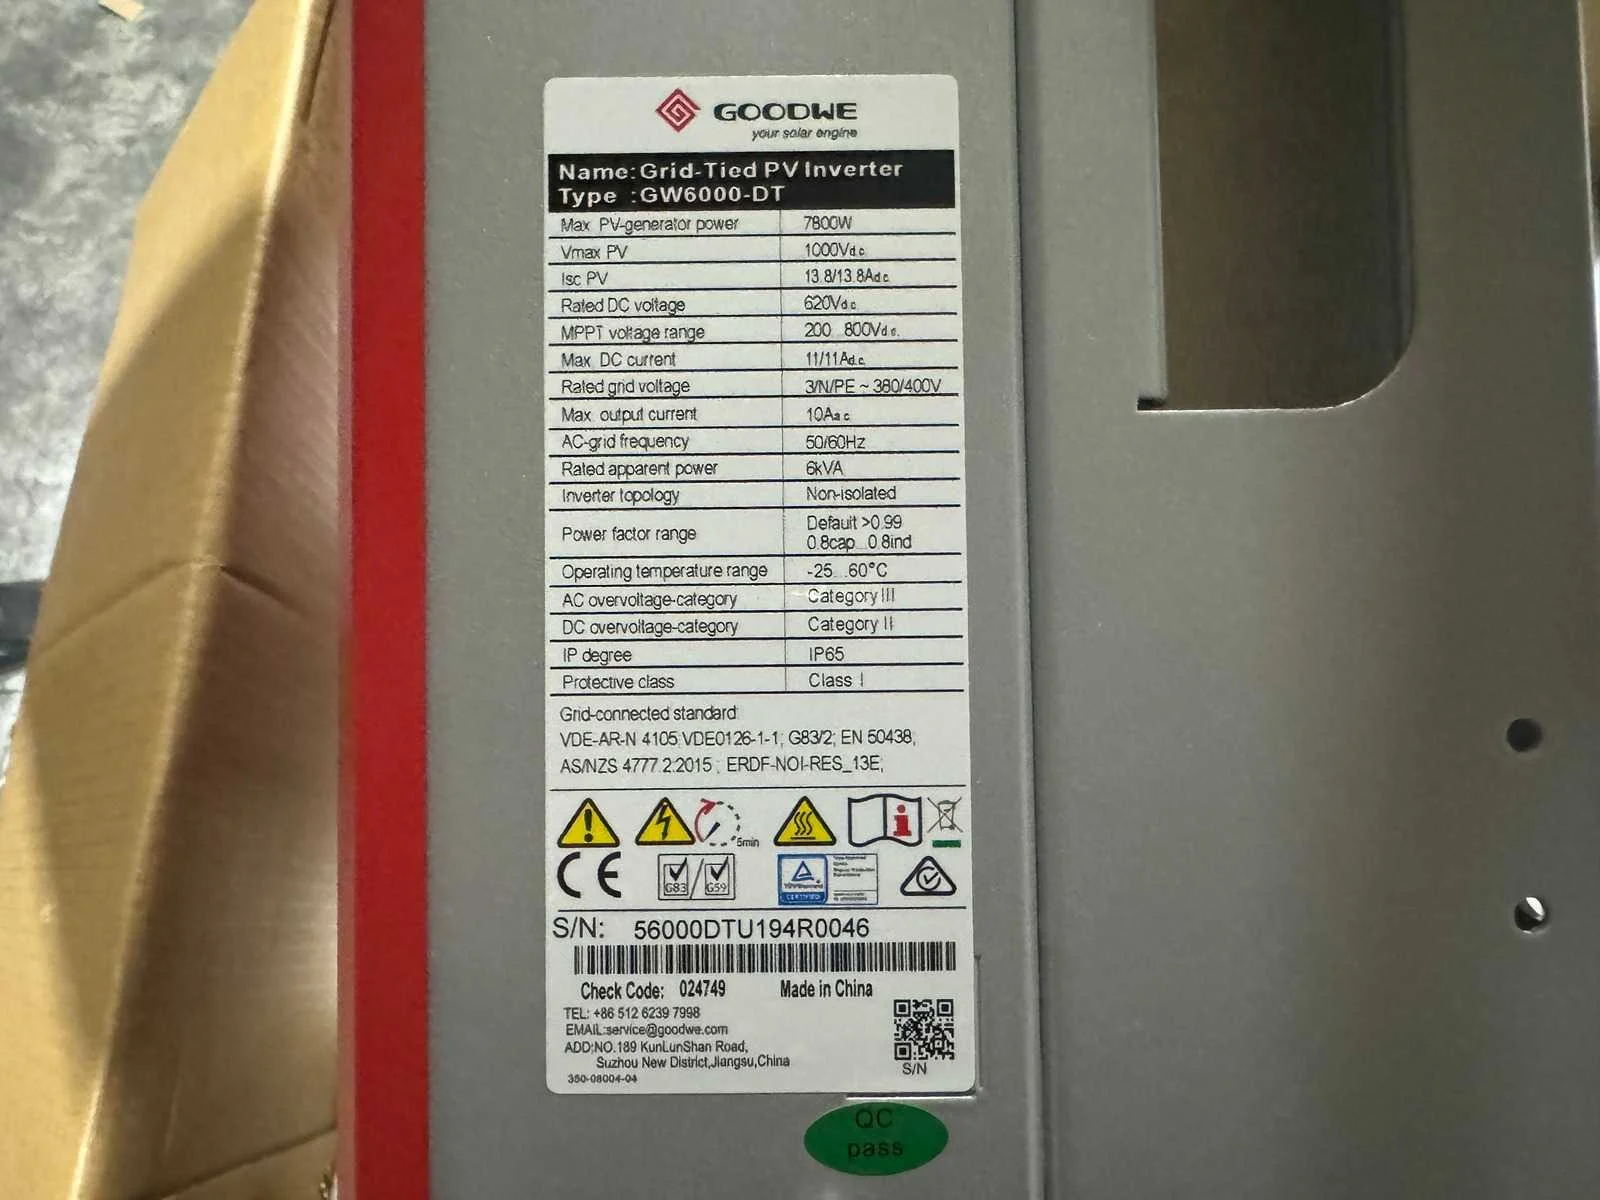 GOODWE
your solar engine
Name:Grid-Tied PV Inverter
Type :GW6000-DT
Max. PV-generator power 7800W
Vmax PV 1000Vd.c.
Isc PV 13.8/13.8Ad.c.
Rated DC voltage 620Vd.c.
MPPT voltage range 200...800Vd.c.
Max. DC current 11/11Ad.c.
Rated grid voltage 3/N/PE ~ 380/400V
Max. output current 10Aa.c.
AC-grid frequency 50/60Hz
Rated apparent power 6kVA
Inverter topology Non-isolated
Power factor range Default >0.99
0.8cap...0.8ind
Operating temperature range -25...60°C
AC overvoltage-category Category III
DC overvoltage-category Category II
IP degree IP65
Protective class Class I
Grid-connected standard:
VDE-AR-N 4105;VDE0126-1-1; G83/2; EN 50438;
AS/NZS 4777.2:2015 ; ERDF-NOI-RES_13E;
5min
CE G83 / G59
CERTIFIED
S/N: 56000DTU194R0046
Check Code: 024749 Made in China
TEL: +86 512 6239 7998
EMAIL:service@goodwe.com
ADD:NO.189 KunLunShan Road,
Suzhou New District,Jiangsu,China
S/N
350-08004-04
QC
pass